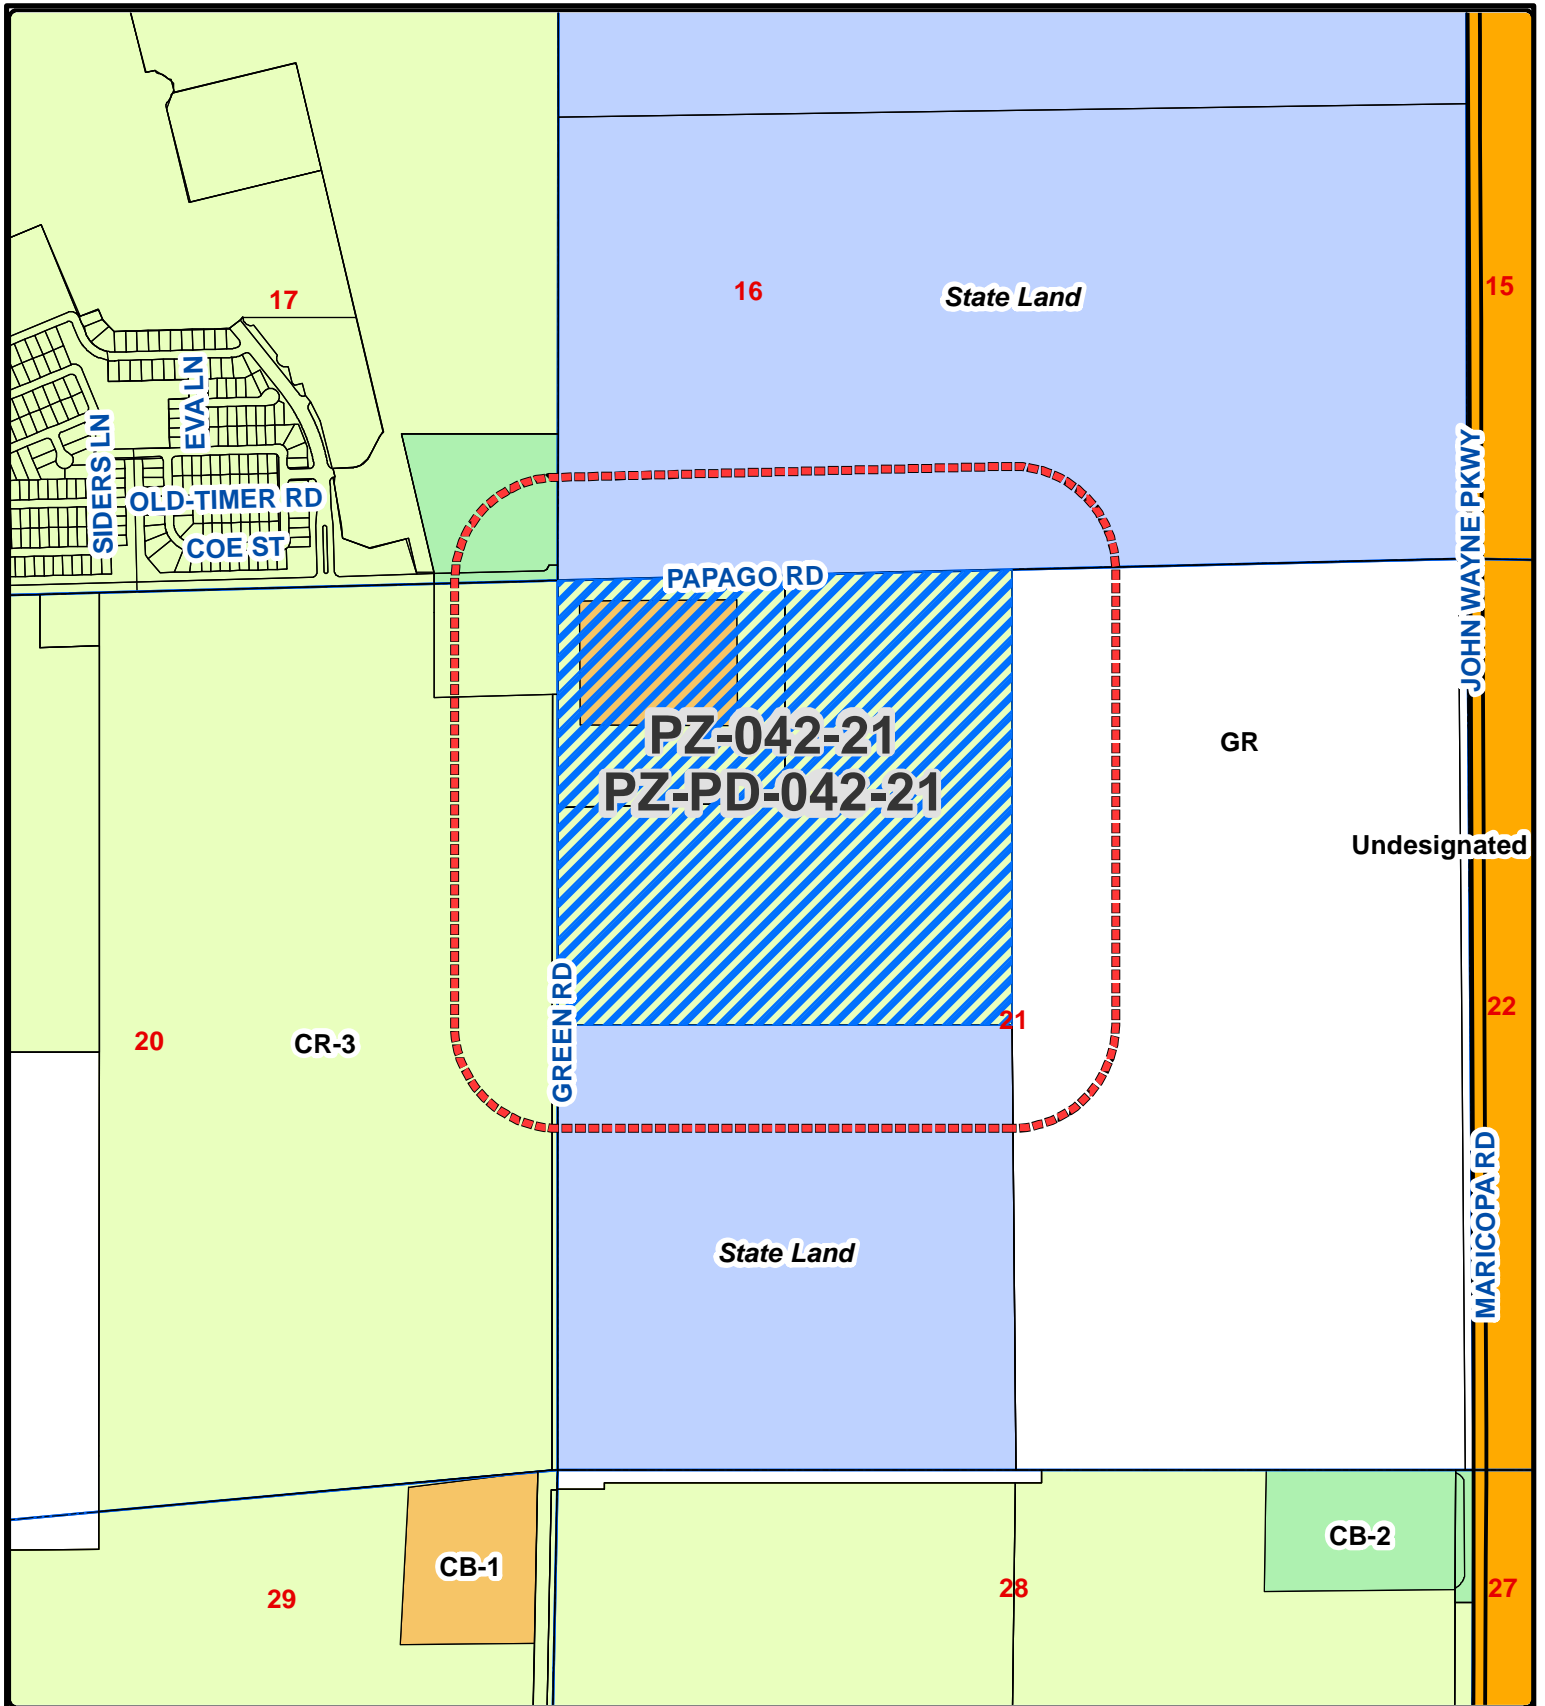 17
16
State Land
15
EVA LN
SIDERS LN
OLD-TIMER RD
COE ST
JOHN WAYNE PKWY
PAPAGO RD
PZ-042-21
PZ-PD-042-21
GR
Undesignated
20
CR-3
GREEN RD
21
22
State Land
MARICOPA RD
CB-1
CB-2
29
28
27